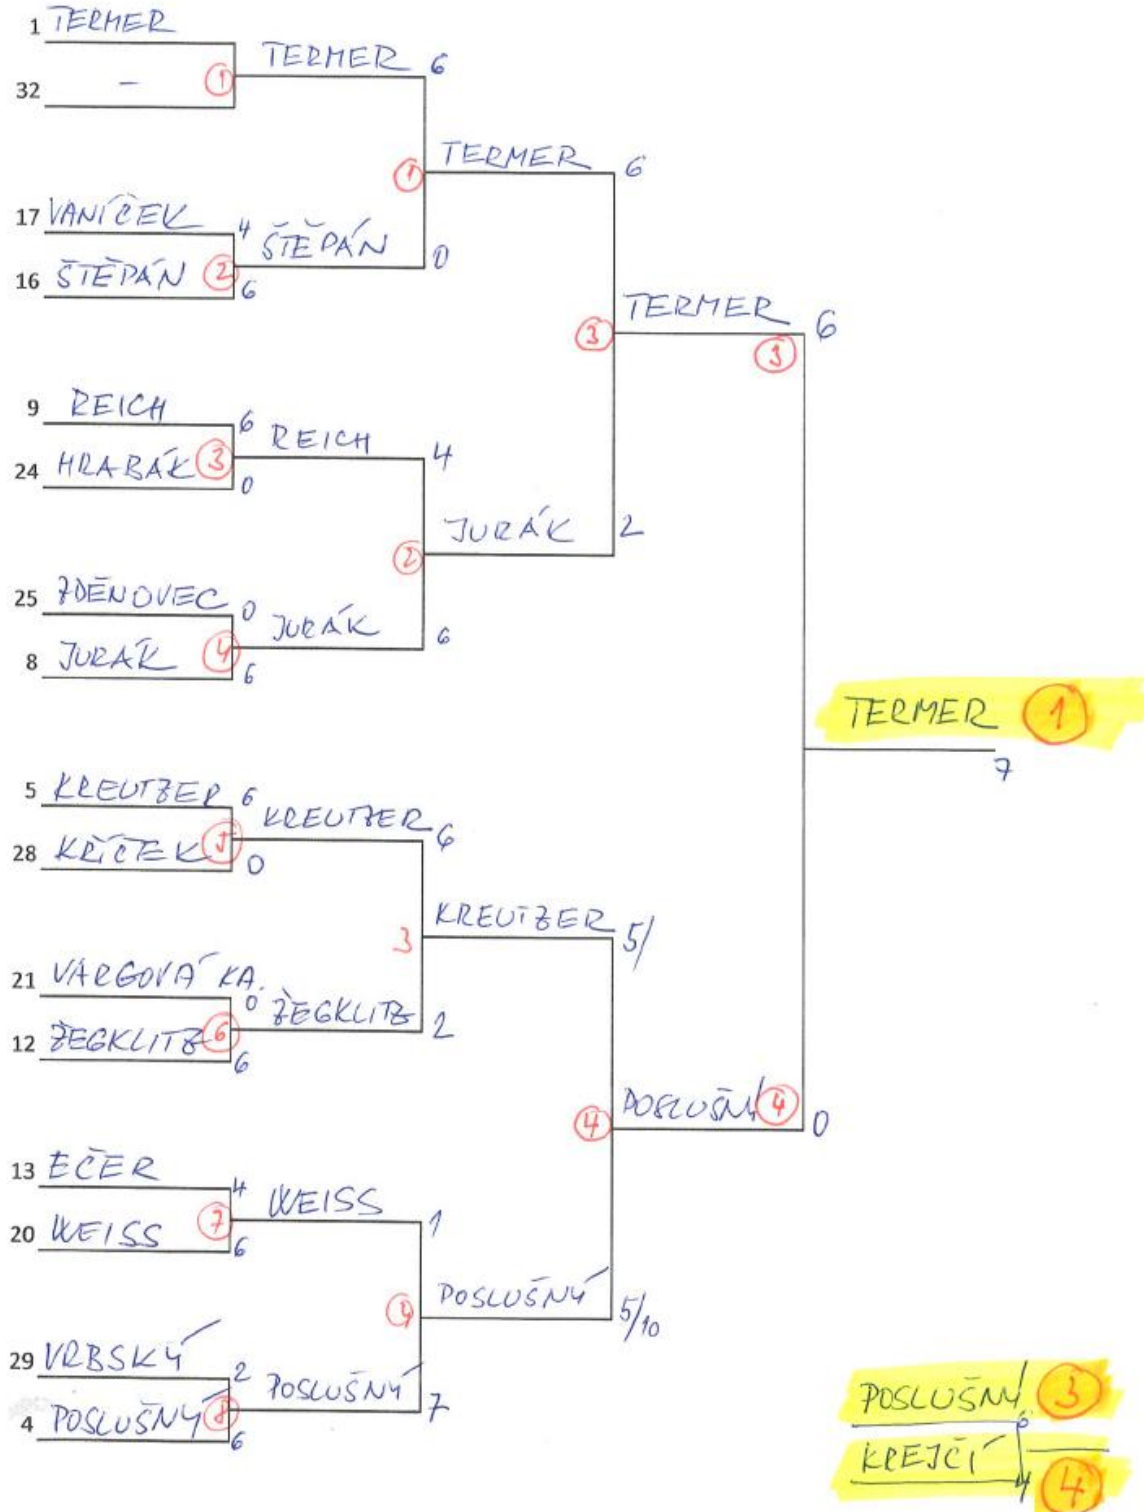 1 TERMER
TERMER 6
32 - 1
TERMER 6
1
17 VANÍČEK 4
ŠTĚPÁN 0
16 ŠTĚPÁN 2 6
TERMER 6
3 3
9 REICH 6
REICH 4
24 HRABÁK 3 0
JURÁK 2
2
25 ZDĚNOVEC 0
JURÁK 6
8 JURÁK 4 6
TERMER 1
7
5 KREUTZER 6
KREUTZER 6
28 KŘÍČEK 5 0
KREUTZER 5/
3
21 VARGOVÁ KA. 0
ŽEGKLITZ 2
12 ŽEGKLITZ 6 6
POSLUŠNÝ 4 0
4
13 EČER 4
WEISS 1
20 WEISS 7 6
POSLUŠNÝ 5/10
4
29 VRBSKÝ 2
POSLUŠNÝ 7
4 POSLUŠNÝ 8 6
POSLUŠNÝ 6 3
KREJČÍ 4 4